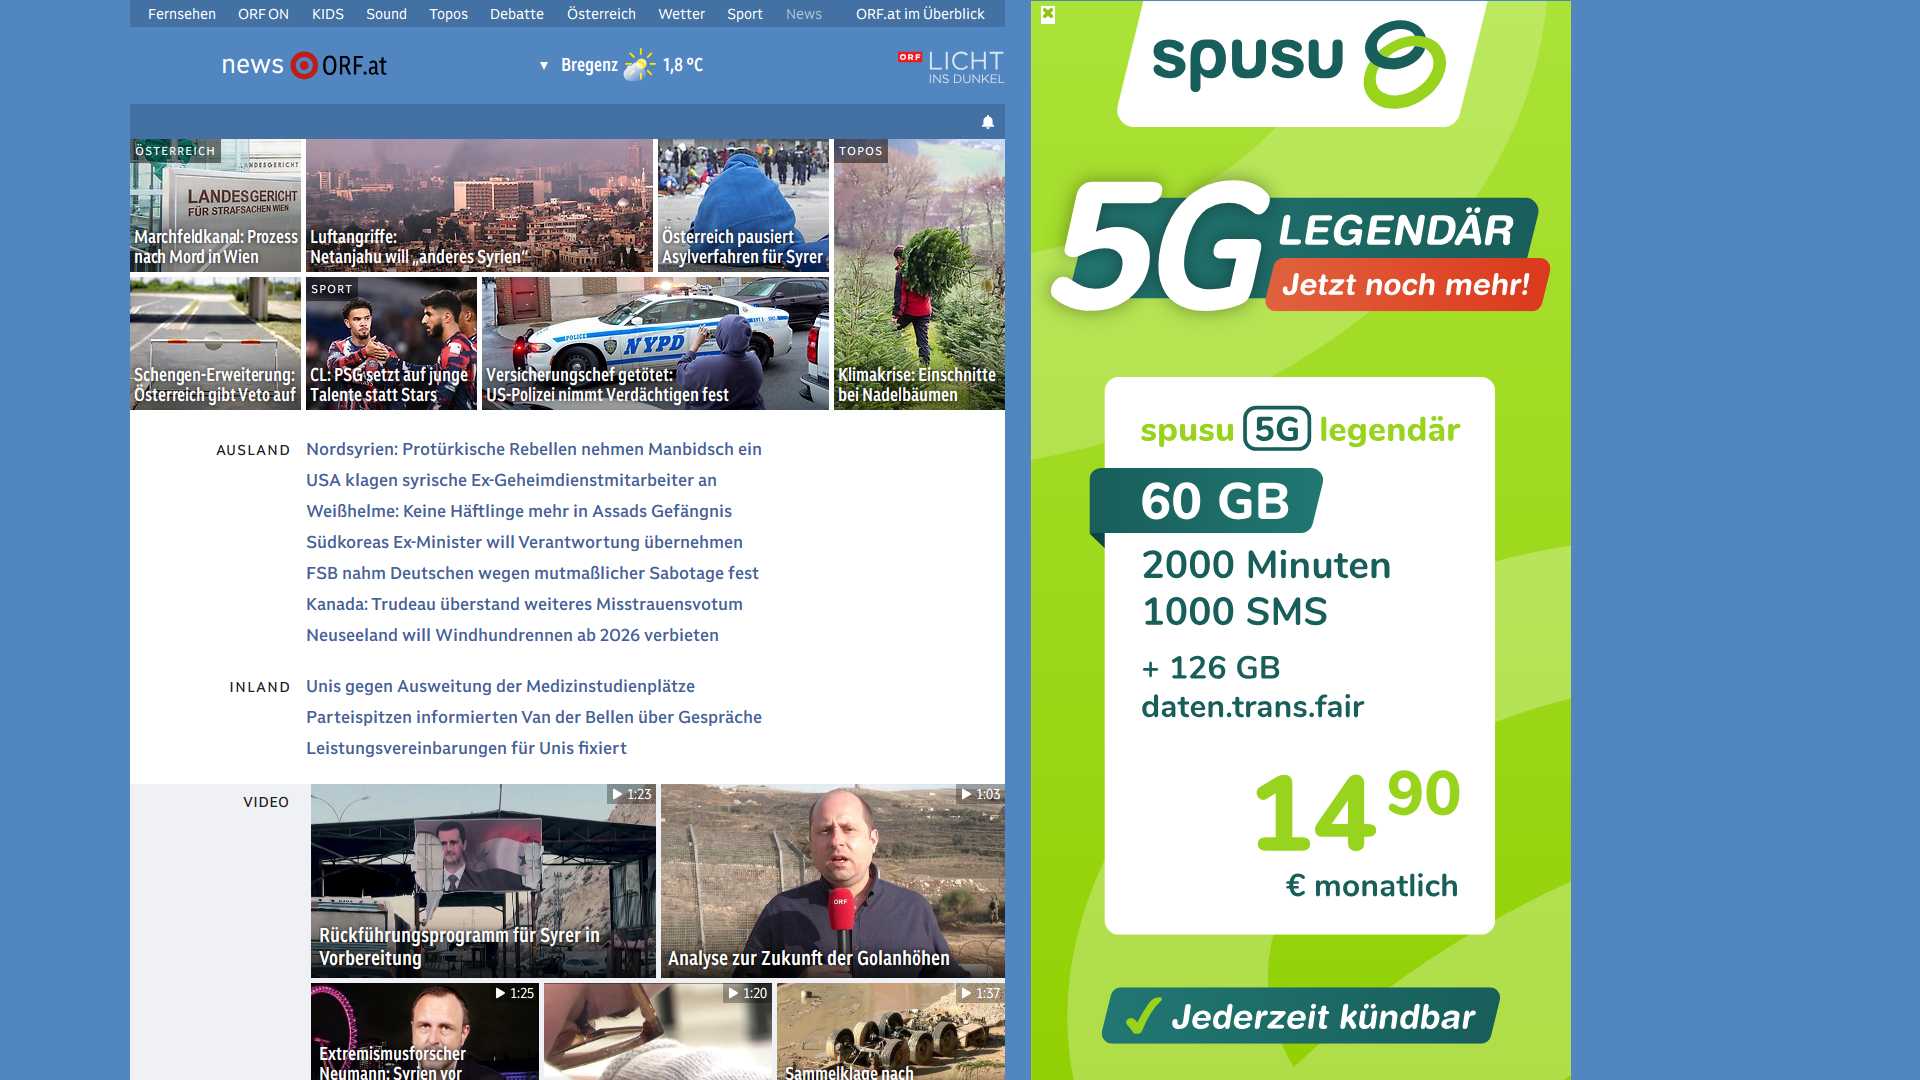 Fernsehen ORF ON KIDS Sound Topos Debatte Österreich Wetter Sport News ORF.at im Überblick
news ORF.at
▼ Bregenz 1,8 °C
ORF LICHT
INS DUNKEL
ÖSTERREICH
LANDESGERICHT
LANDESGERICHT
FÜR STRAFSACHEN WIEN
Marchfeldkanal: Prozess
nach Mord in Wien
Luftangriffe:
Netanjahu will „anderes Syrien“
Österreich pausiert
Asylverfahren für Syrer
TOPOS
Klimakrise: Einschnitte
bei Nadelbäumen
Schengen-Erweiterung:
Österreich gibt Veto auf
SPORT
CL: PSG setzt auf junge
Talente statt Stars
POLICE
NYPD
Versicherungschef getötet:
US-Polizei nimmt Verdächtigen fest
AUSLAND
Nordsyrien: Protürkische Rebellen nehmen Manbidsch ein
USA klagen syrische Ex-Geheimdienstmitarbeiter an
Weißhelme: Keine Häftlinge mehr in Assads Gefängnis
Südkoreas Ex-Minister will Verantwortung übernehmen
FSB nahm Deutschen wegen mutmaßlicher Sabotage fest
Kanada: Trudeau überstand weiteres Misstrauensvotum
Neuseeland will Windhundrennen ab 2026 verbieten
INLAND
Unis gegen Ausweitung der Medizinstudienplätze
Parteispitzen informierten Van der Bellen über Gespräche
Leistungsvereinbarungen für Unis fixiert
VIDEO
1:23
Rückführungsprogramm für Syrer in
Vorbereitung
1:03
ORF
Analyse zur Zukunft der Golanhöhen
1:25
Extremismusforscher
Neumann: Syrien vor
1:20
1:37
Sammelklage nach
spusu
5G LEGENDÄR
Jetzt noch mehr!
spusu 5G legendär
60 GB
2000 Minuten
1000 SMS
+ 126 GB
daten.trans.fair
14 90
€ monatlich
Jederzeit kündbar